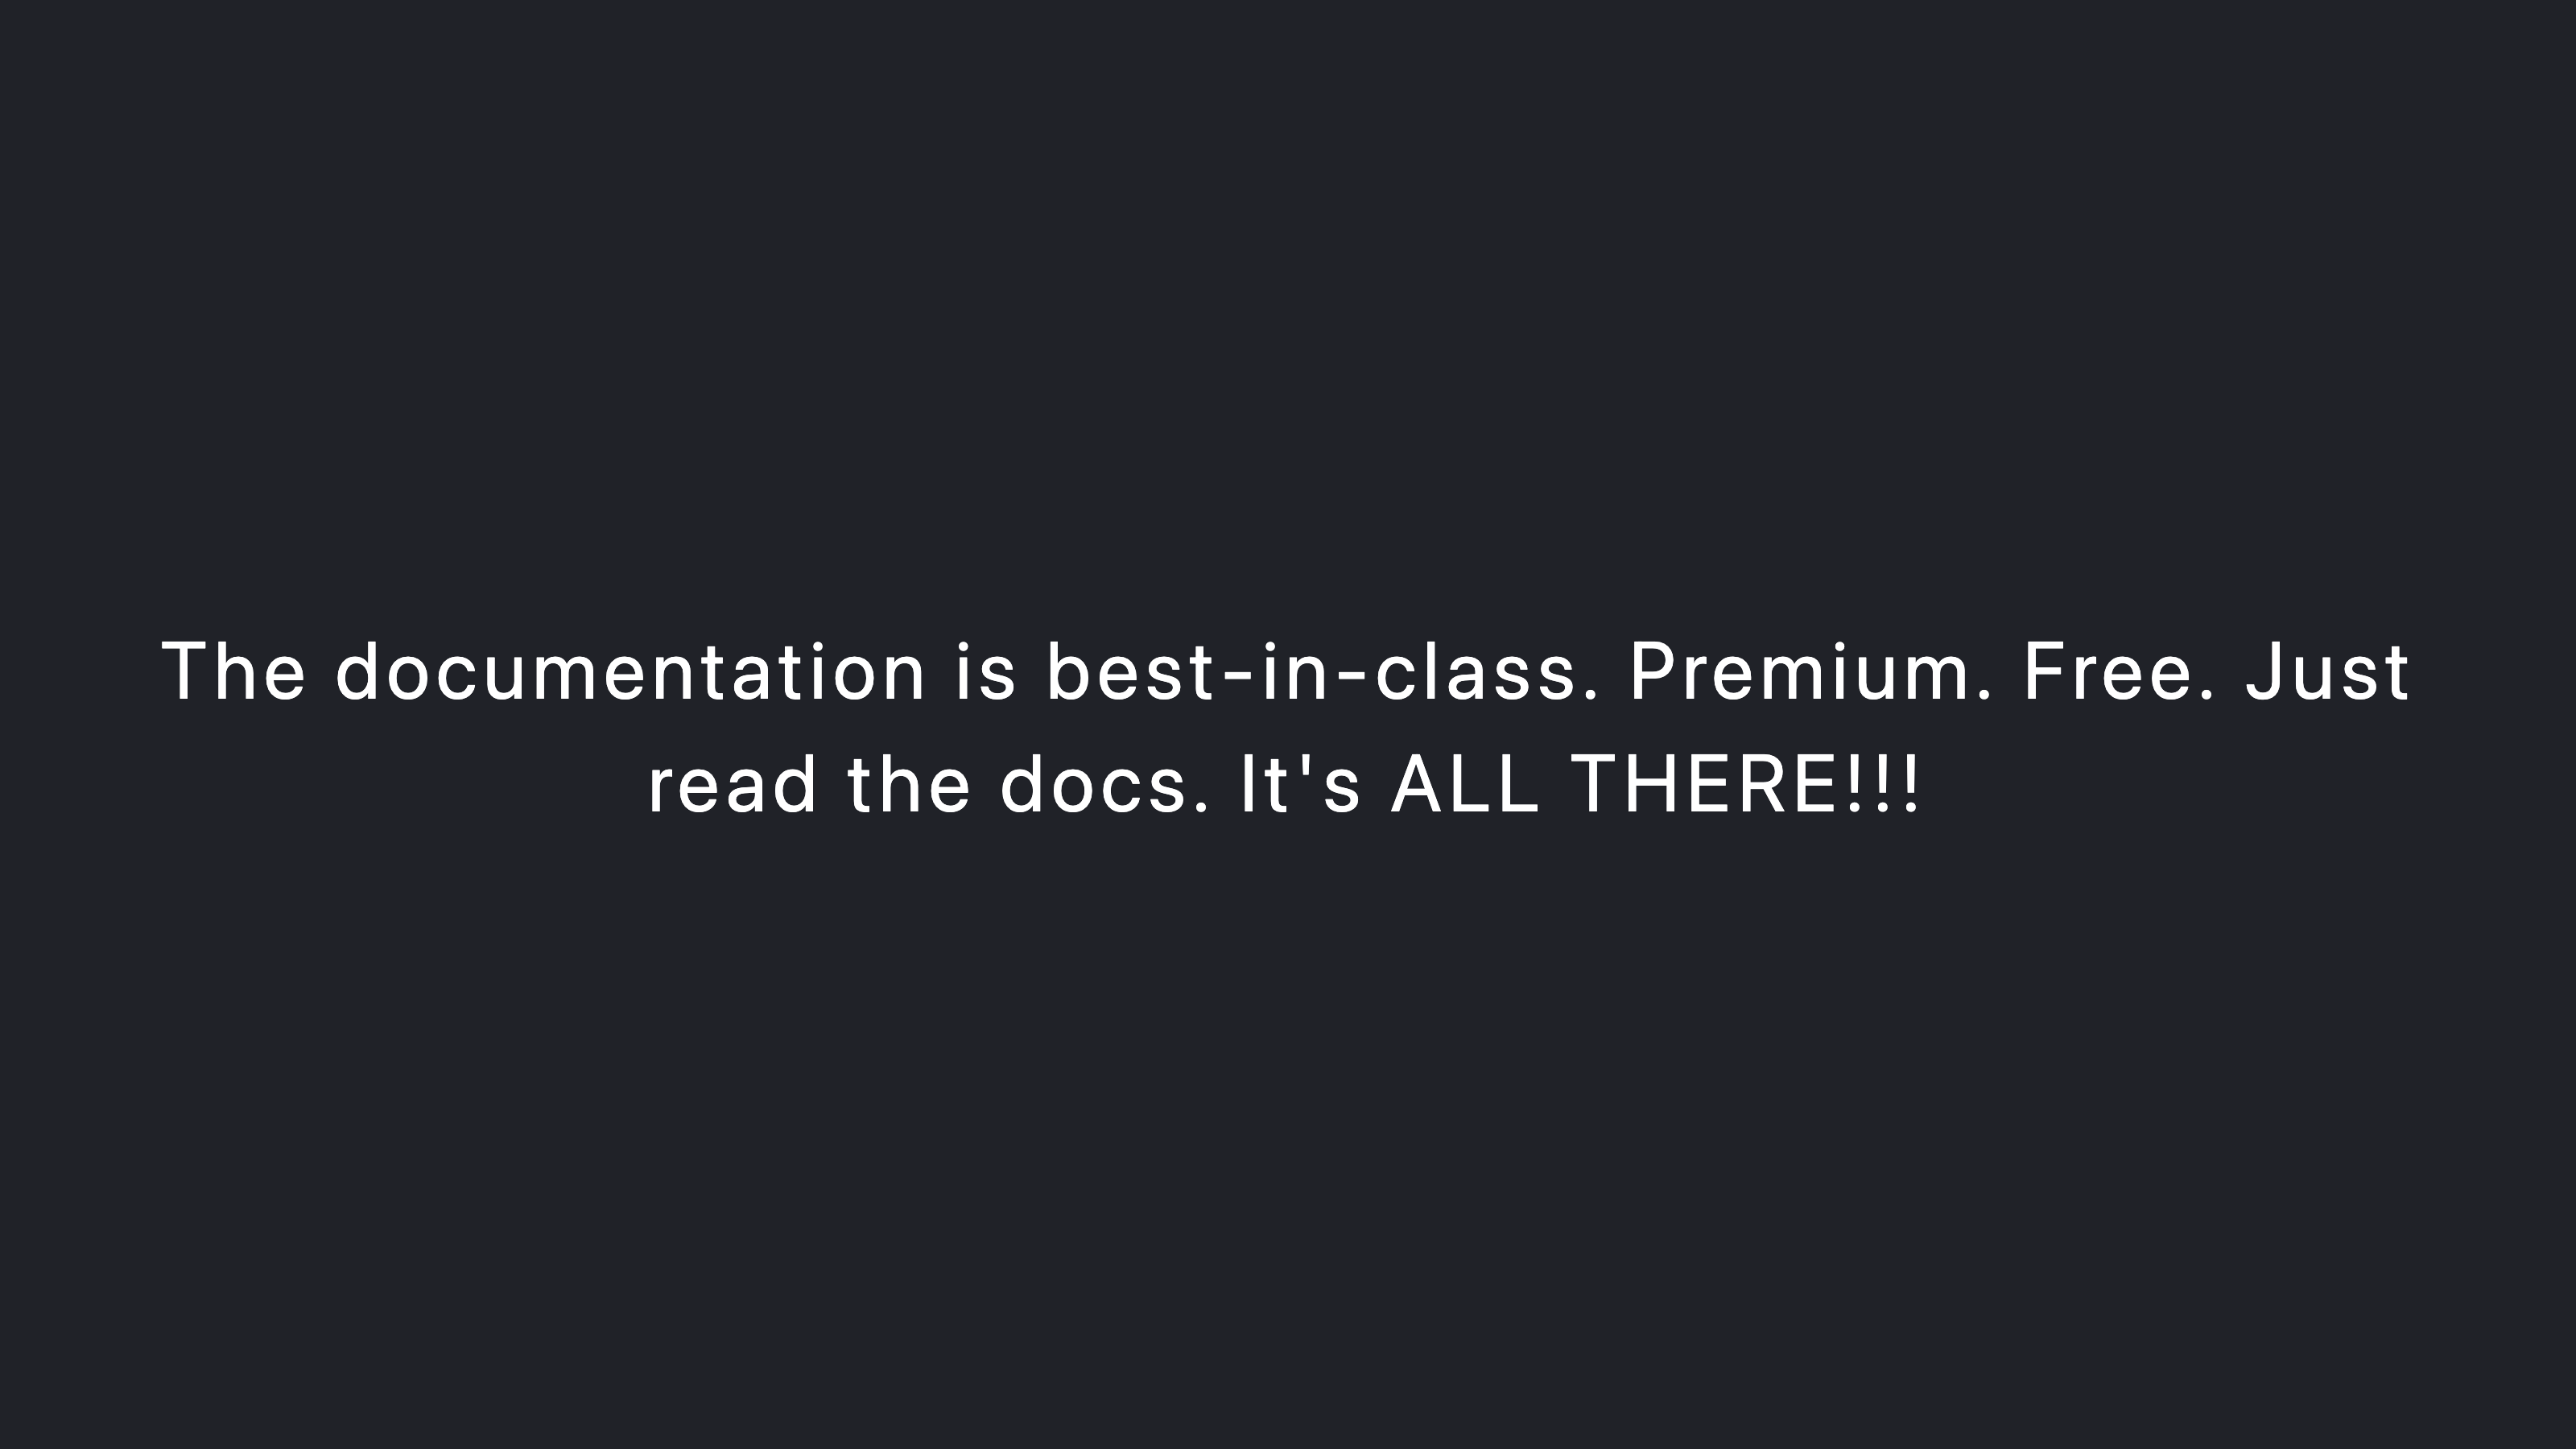 The documentation is best-in-class. Premium. Free. Just
read the docs. It's ALL THERE!!!